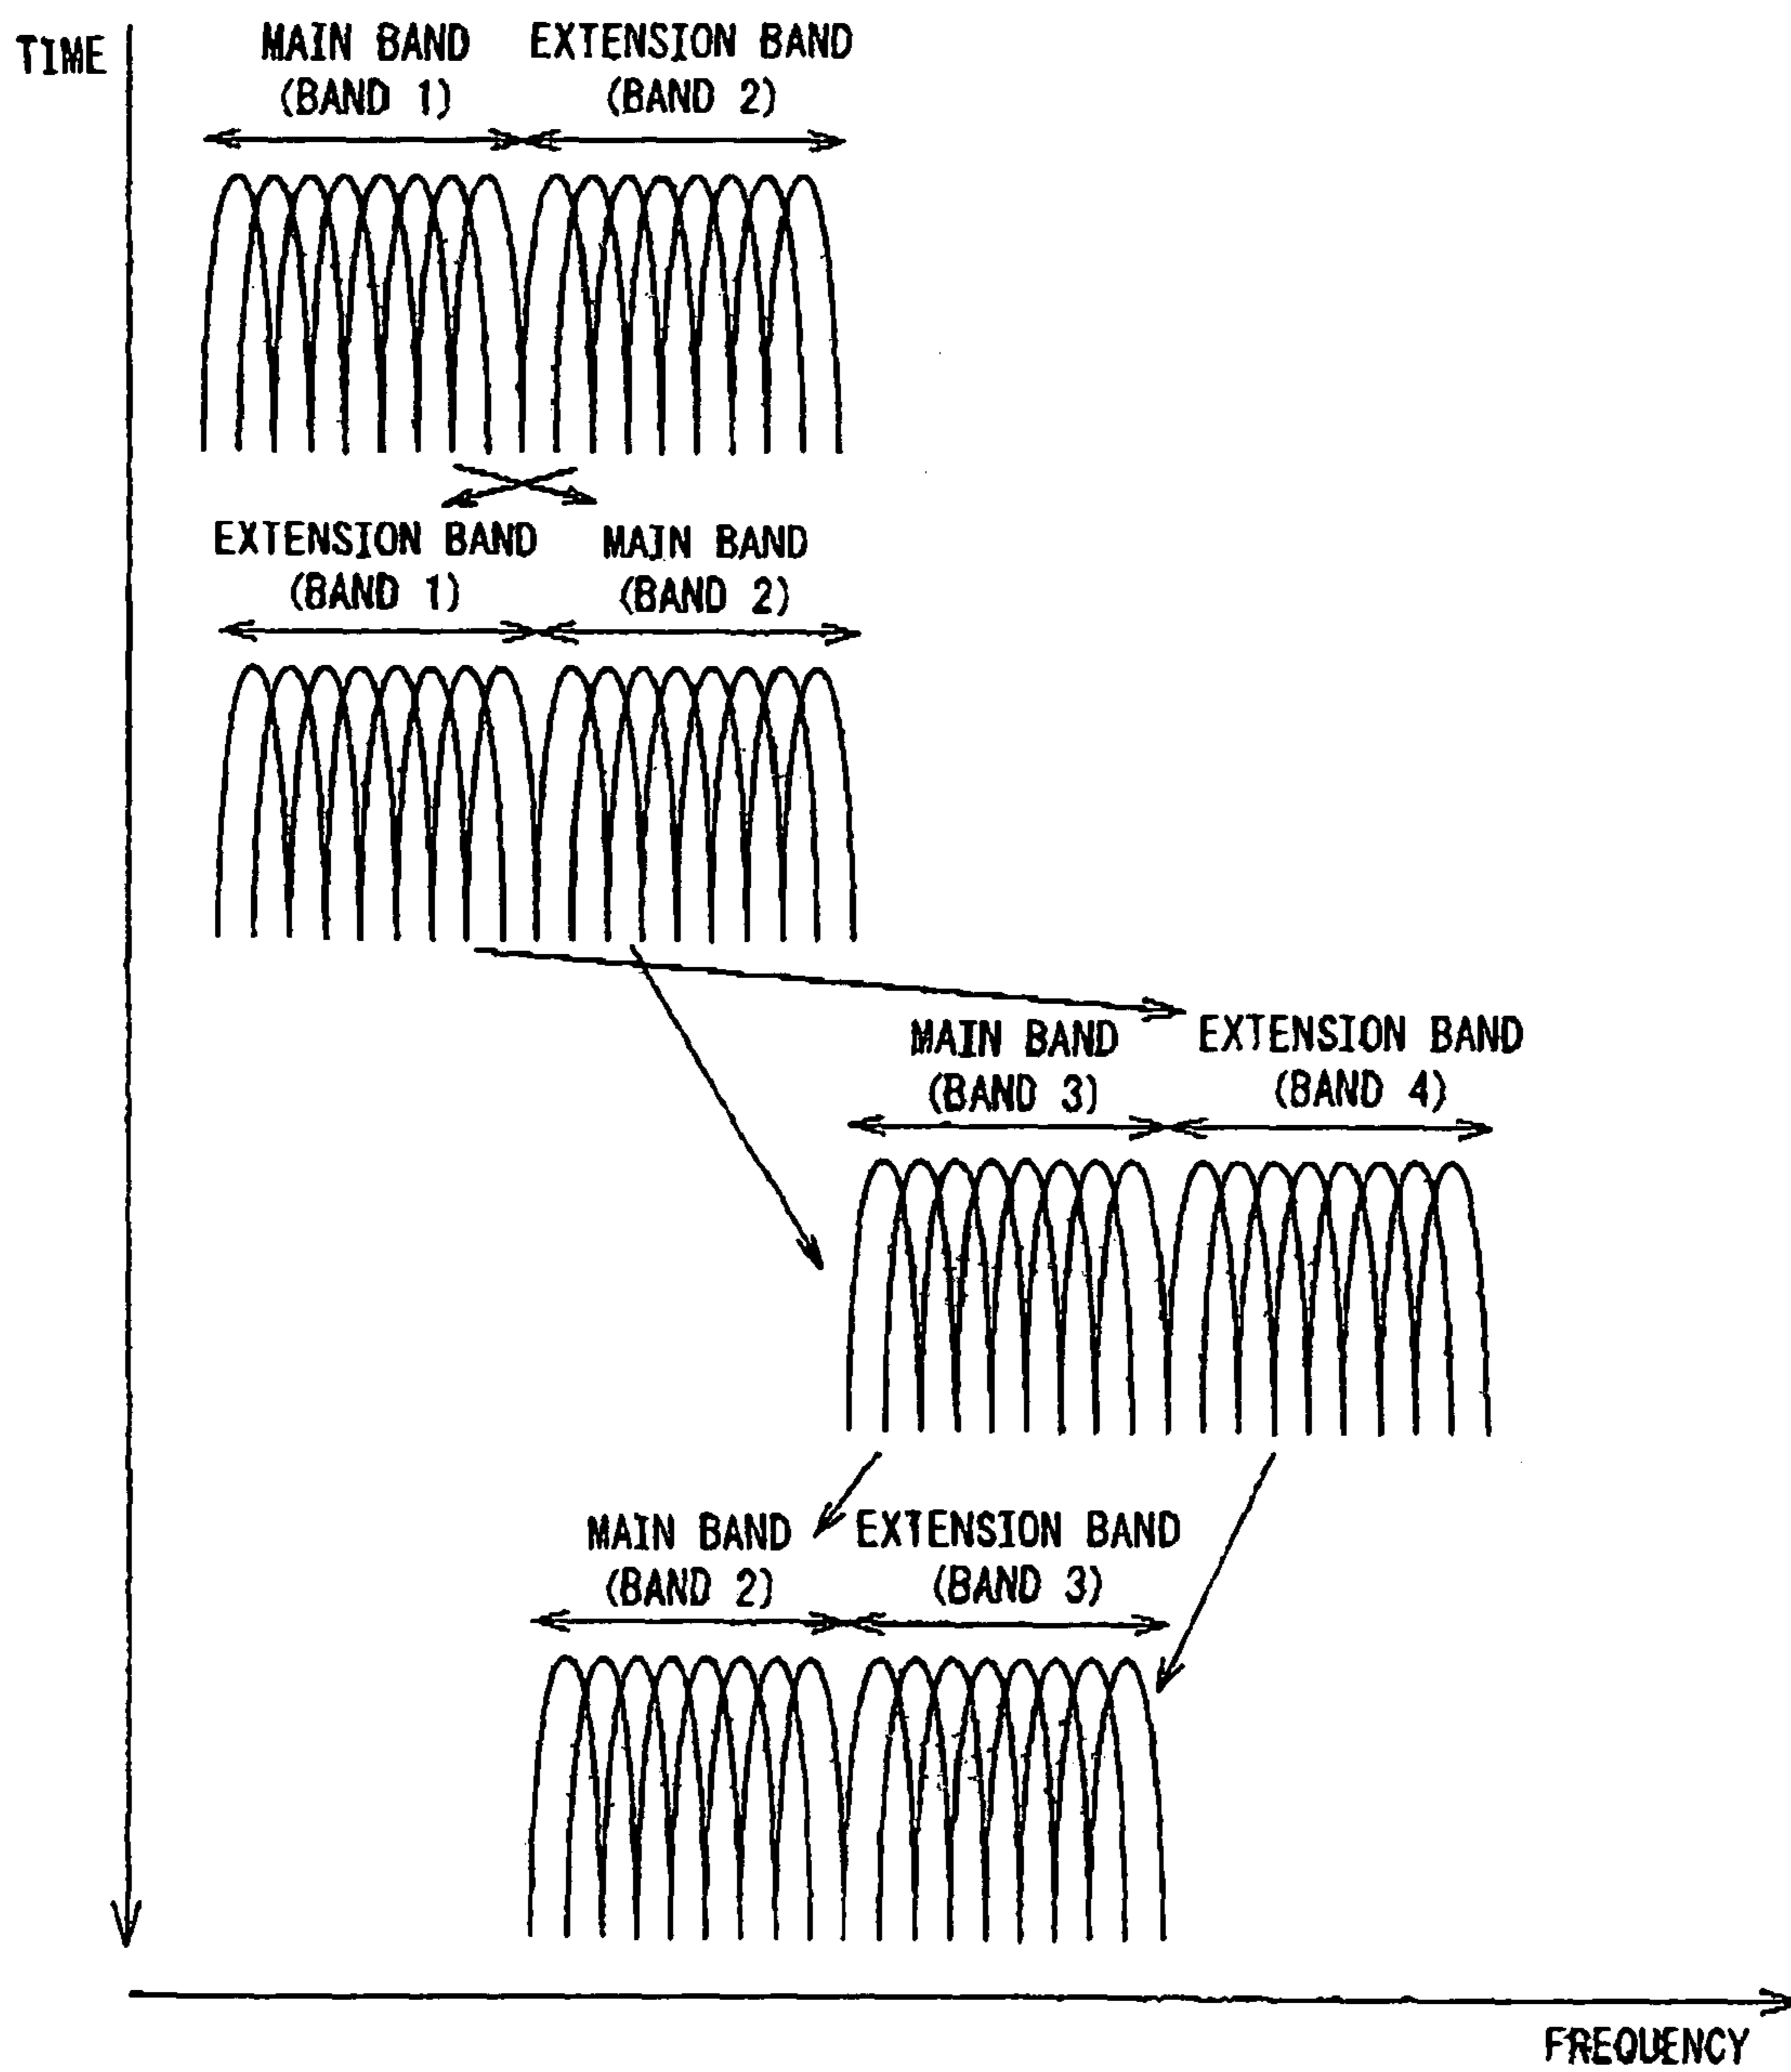 TIME
MAIN BAND
(BAND 1)
EXTENSION BAND
(BAND 2)
EXTENSION BAND
(BAND 1)
MAIN BAND
(BAND 2)
MAIN BAND
(BAND 3)
EXTENSION BAND
(BAND 4)
MAIN BAND
(BAND 2)
EXTENSION BAND
(BAND 3)
FREQUENCY